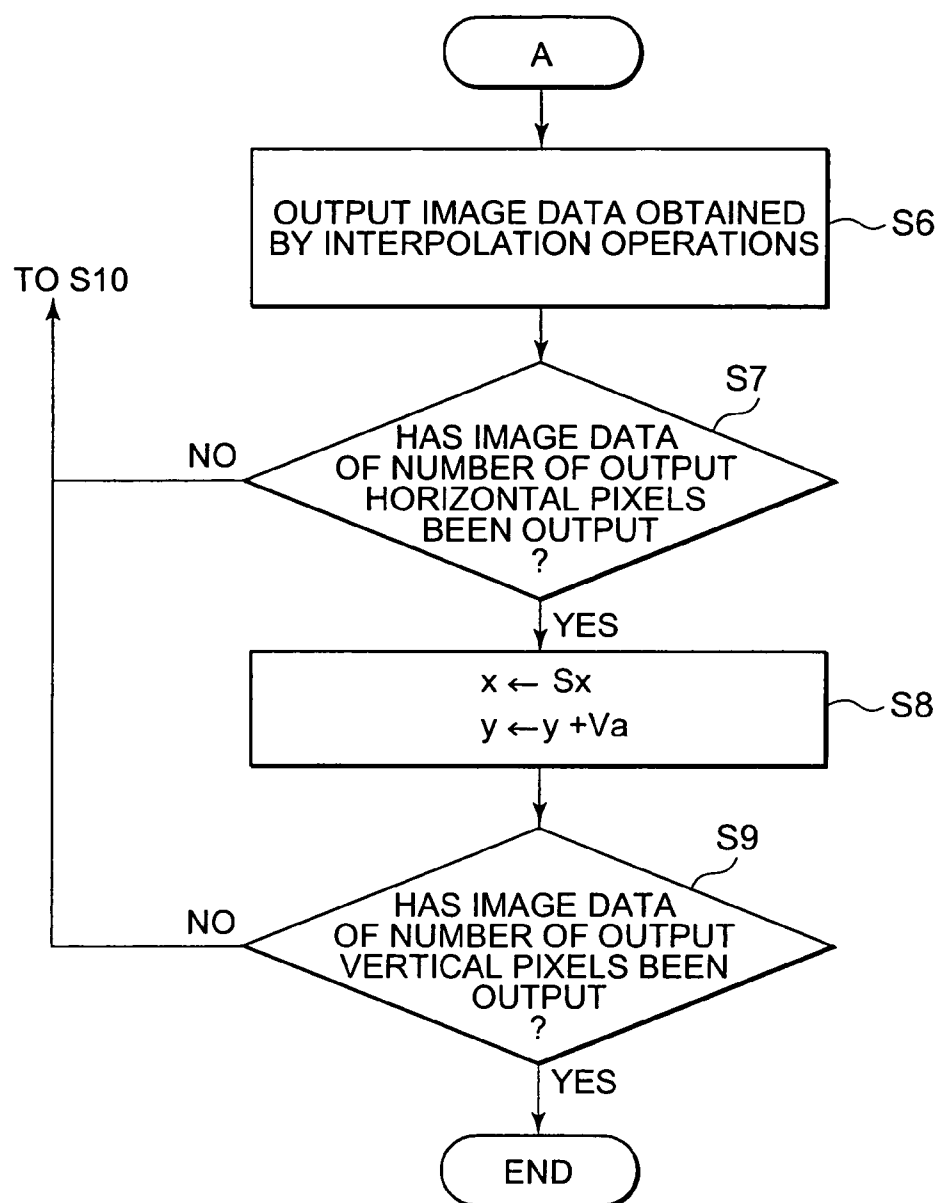 A
OUTPUT IMAGE DATA OBTAINED
BY INTERPOLATION OPERATIONS
S6
TO S10
S7
HAS IMAGE DATA
OF NUMBER OF OUTPUT
HORIZONTAL PIXELS
BEEN OUTPUT
?
NO
YES
x ← Sx
y ← y +Va
S8
S9
HAS IMAGE DATA
OF NUMBER OF OUTPUT
VERTICAL PIXELS BEEN
OUTPUT
?
NO
YES
END